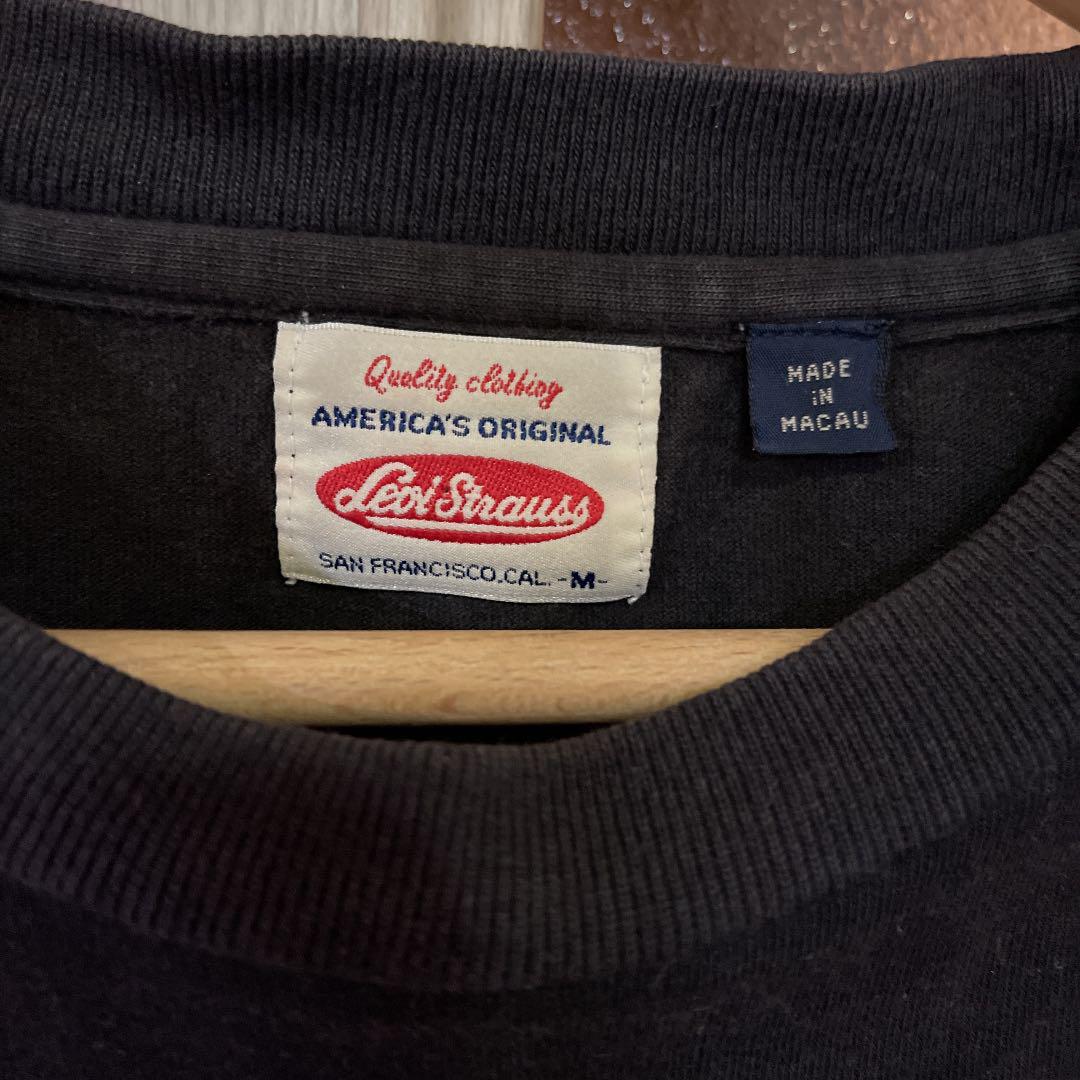 Quality clothing
AMERICA'S ORIGINAL
Levi Strauss
SAN FRANCISCO.CAL. -M-
MADE
iN
MACAU